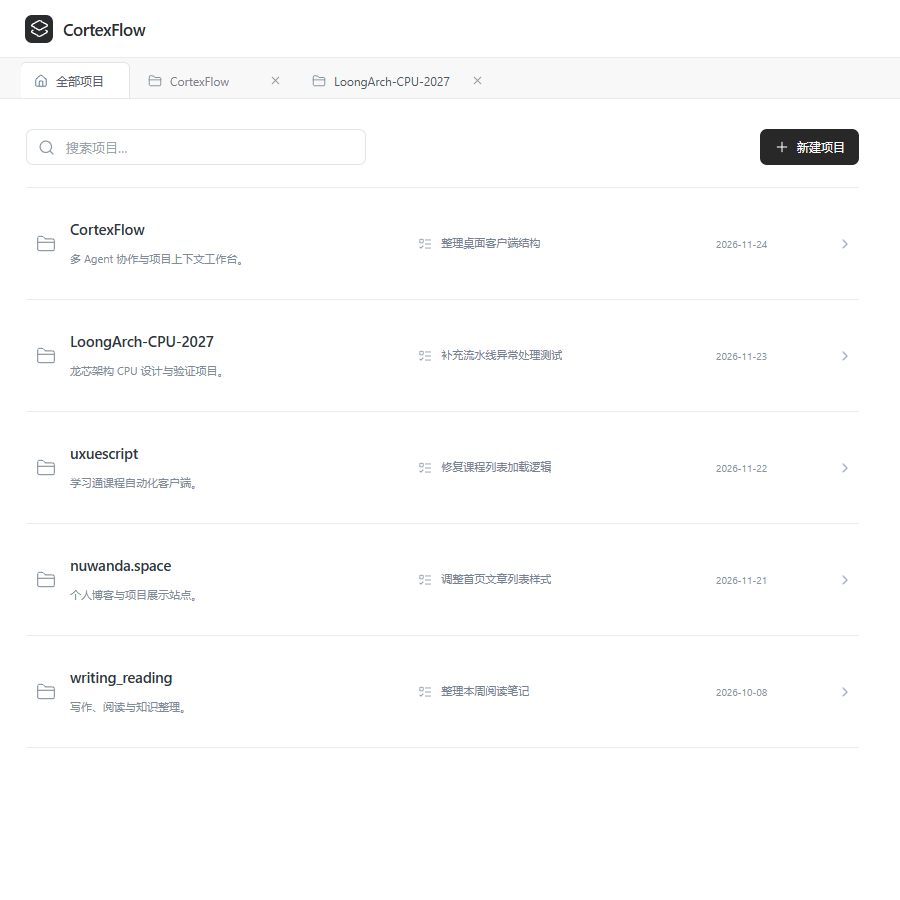 CortexFlow
全部项目
CortexFlow
LoongArch-CPU-2027
搜索项目...
新建项目
CortexFlow
多 Agent 协作与项目上下文工作台。
整理桌面客户端结构
2026-11-24
LoongArch-CPU-2027
龙芯架构 CPU 设计与验证项目。
补充流水线异常处理测试
2026-11-23
uxuescript
学习通课程自动化客户端。
修复课程列表加载逻辑
2026-11-22
nuwanda.space
个人博客与项目展示站点。
调整首页文章列表样式
2026-11-21
writing_reading
写作、阅读与知识整理。
整理本周阅读笔记
2026-10-08